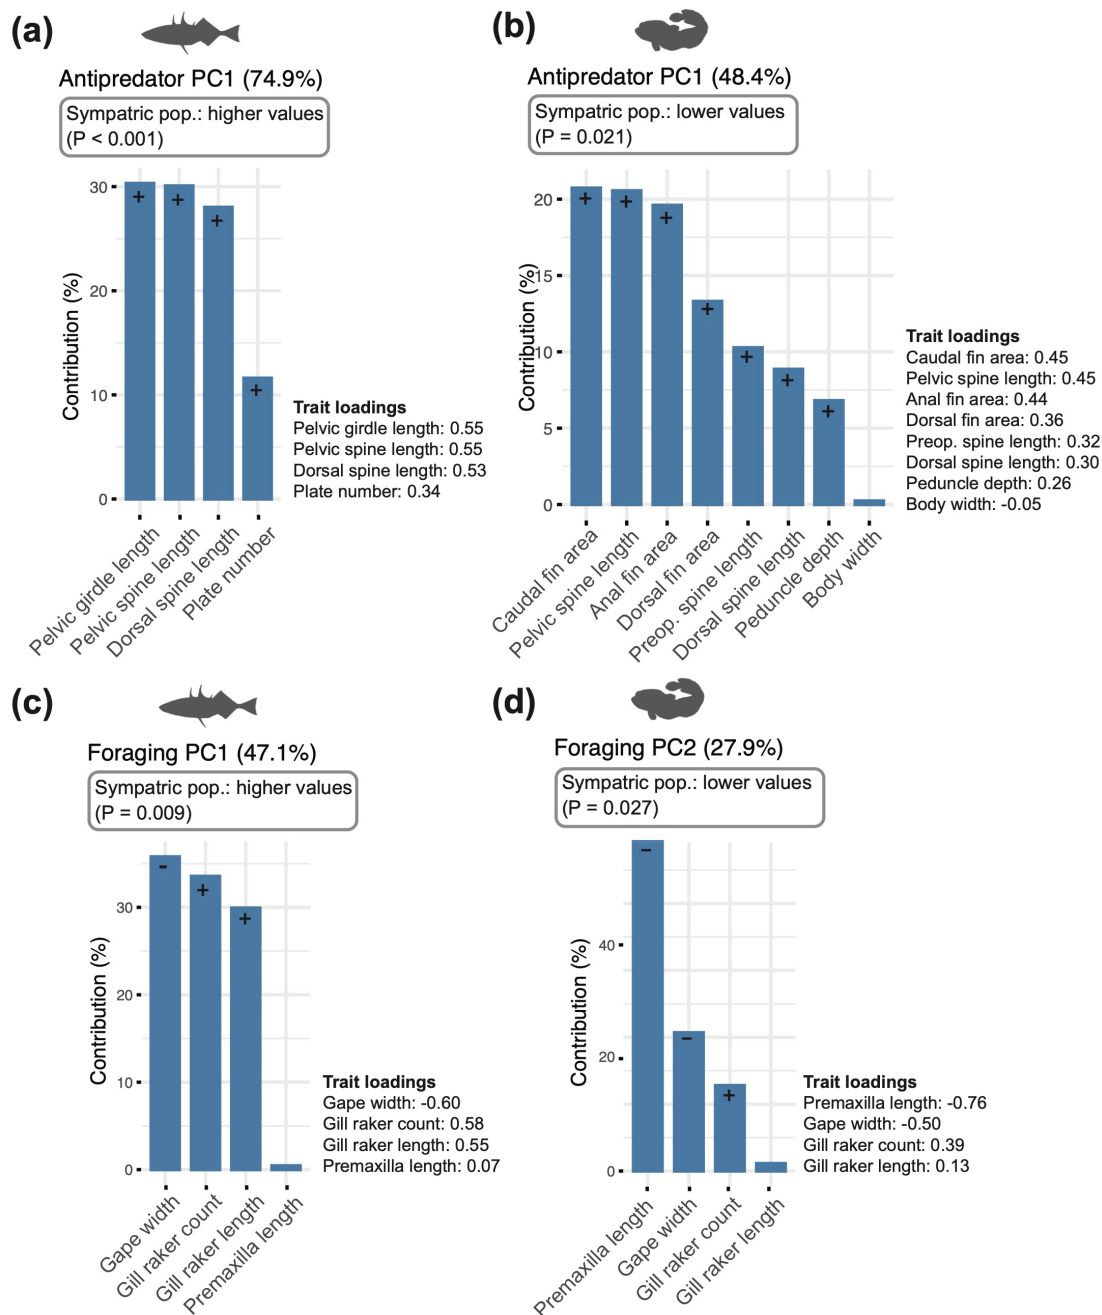 (a)
Antipredator PC1 (74.9%)
Sympatric pop.: higher values
(P < 0.001)
Contribution (%)
30
20
10
0
Pelvic girdle length
Pelvic spine length
Dorsal spine length
Plate number
+
+
+
+
Trait loadings
Pelvic girdle length: 0.55
Pelvic spine length: 0.55
Dorsal spine length: 0.53
Plate number: 0.34
(b)
Antipredator PC1 (48.4%)
Sympatric pop.: lower values
(P = 0.021)
Contribution (%)
20
15
10
5
0
Caudal fin area
Pelvic spine length
Anal fin area
Dorsal fin area
Preop. spine length
Dorsal spine length
Peduncle depth
Body width
+
+
+
+
+
+
+
Trait loadings
Caudal fin area: 0.45
Pelvic spine length: 0.45
Anal fin area: 0.44
Dorsal fin area: 0.36
Preop. spine length: 0.32
Dorsal spine length: 0.30
Peduncle depth: 0.26
Body width: -0.05
(c)
Foraging PC1 (47.1%)
Sympatric pop.: higher values
(P = 0.009)
Contribution (%)
30
20
10
0
Gape width
Gill raker count
Gill raker length
Premaxilla length
−
+
+
Trait loadings
Gape width: -0.60
Gill raker count: 0.58
Gill raker length: 0.55
Premaxilla length: 0.07
(d)
Foraging PC2 (27.9%)
Sympatric pop.: lower values
(P = 0.027)
Contribution (%)
40
20
0
Premaxilla length
Gape width
Gill raker count
Gill raker length
−
−
+
Trait loadings
Premaxilla length: -0.76
Gape width: -0.50
Gill raker count: 0.39
Gill raker length: 0.13